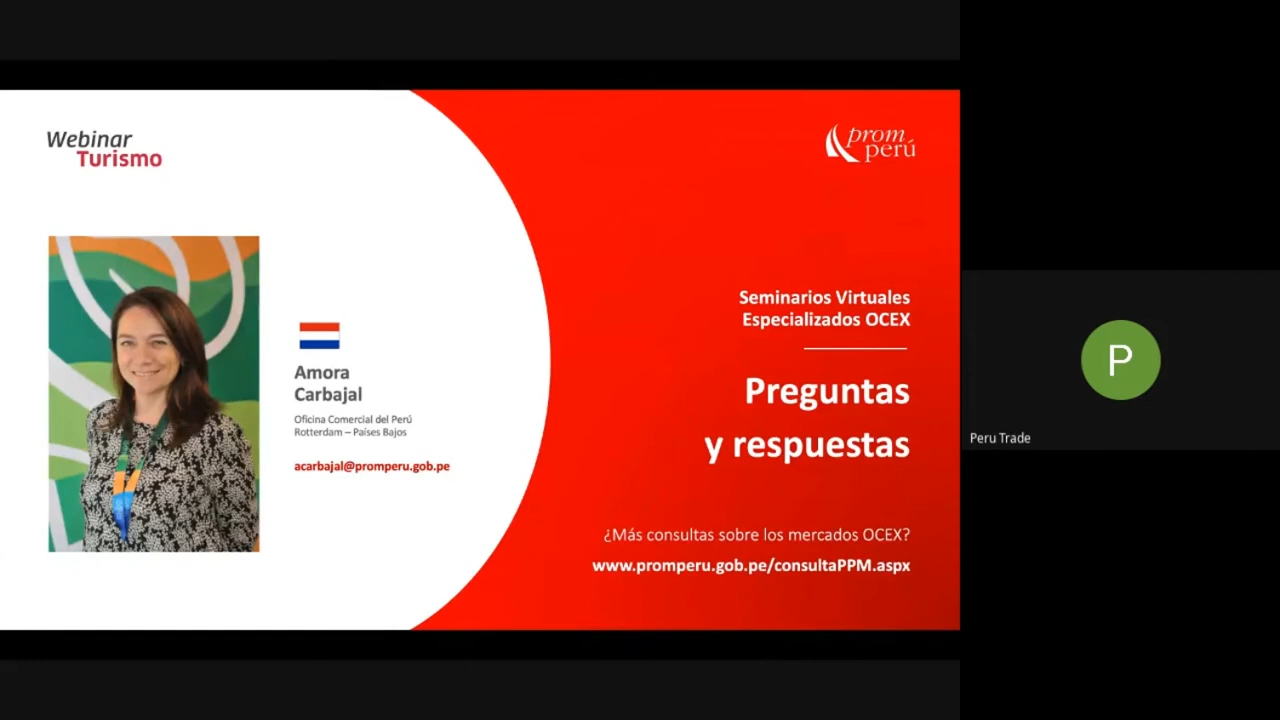 Webinar
Turismo
prom
perú
Amora
Carbajal
Oficina Comercial del Perú
Rotterdam – Países Bajos
acarbajal@promperu.gob.pe
Seminarios Virtuales
Especializados OCEX
Preguntas
y respuestas
¿Más consultas sobre los mercados OCEX?
www.promperu.gob.pe/consultaPPM.aspx
P
Peru Trade